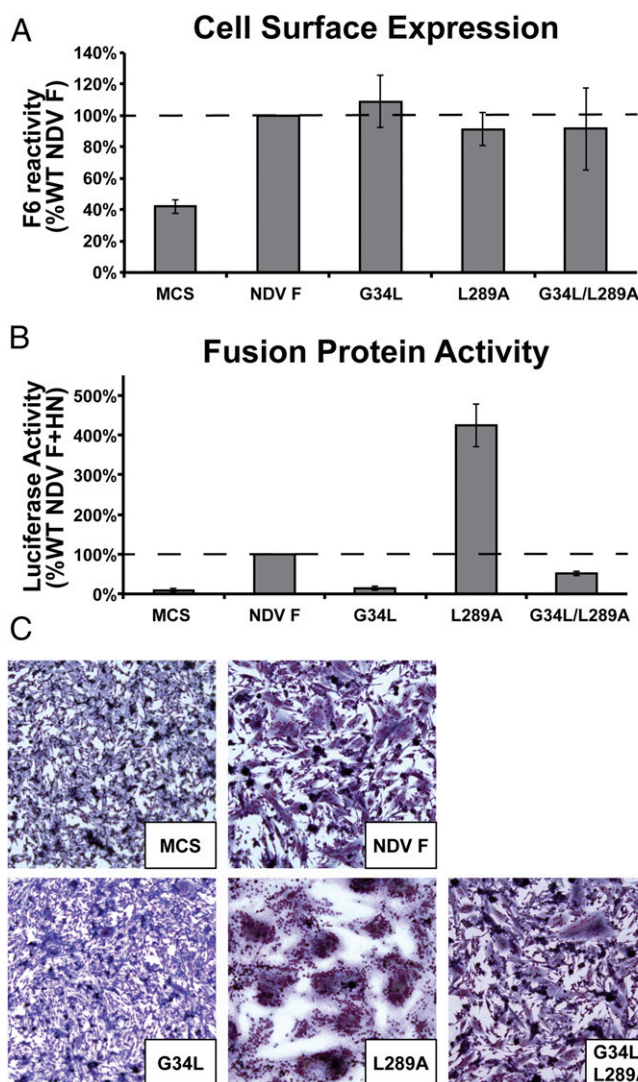 A
Cell Surface Expression
F6 reactivity
(%WT NDV F)
140%
120%
100%
80%
60%
40%
20%
0%
MCS
NDV F
G34L
L289A
G34L/L289A
B
Fusion Protein Activity
Luciferase Activity
(%WT NDV F+HN)
500%
400%
300%
200%
100%
0%
MCS
NDV F
G34L
L289A
G34L/L289A
C
MCS
NDV F
G34L
L289A
G34L
L289A